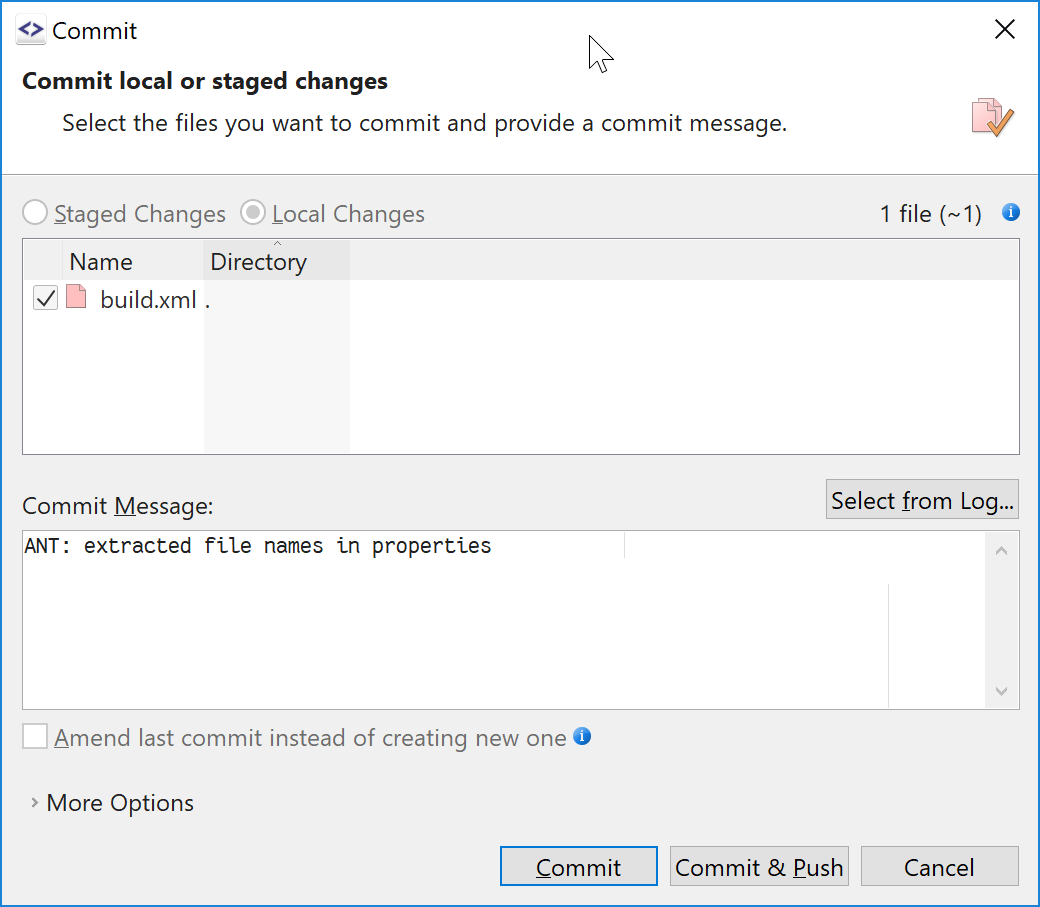 Commit
Commit local or staged changes
Select the files you want to commit and provide a commit message.
Staged Changes Local Changes 1 file (~1)
Name Directory
build.xml .
Commit Message: Select from Log...
ANT: extracted file names in properties
Amend last commit instead of creating new one
More Options
Commit Commit & Push Cancel